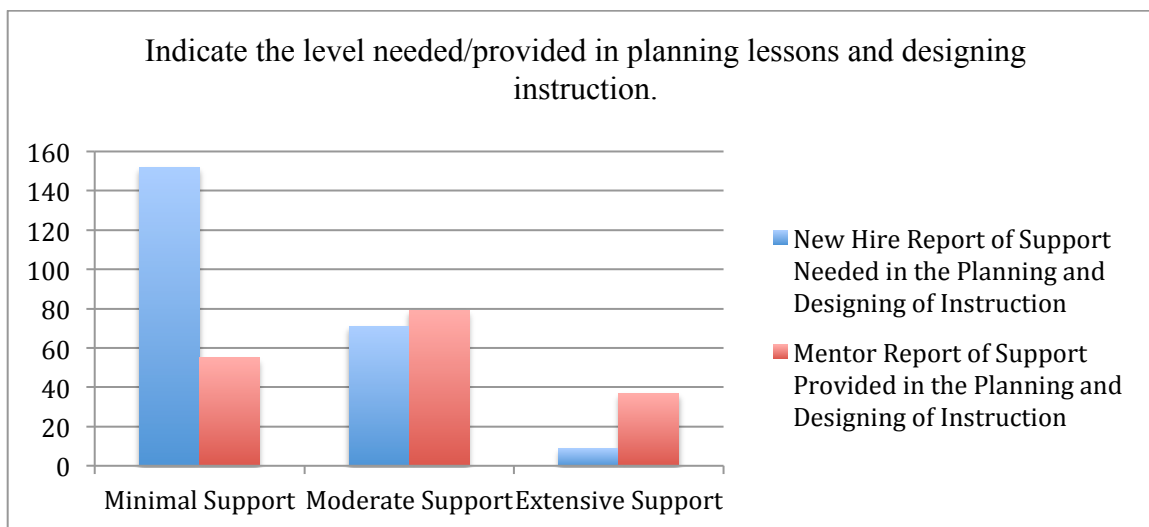 Indicate the level needed/provided in planning lessons and designing
instruction.
160
140
120
100
80
60
40
20
0
Minimal Support Moderate Support Extensive Support
New Hire Report of Support
Needed in the Planning and
Designing of Instruction
Mentor Report of Support
Provided in the Planning and
Designing of Instruction